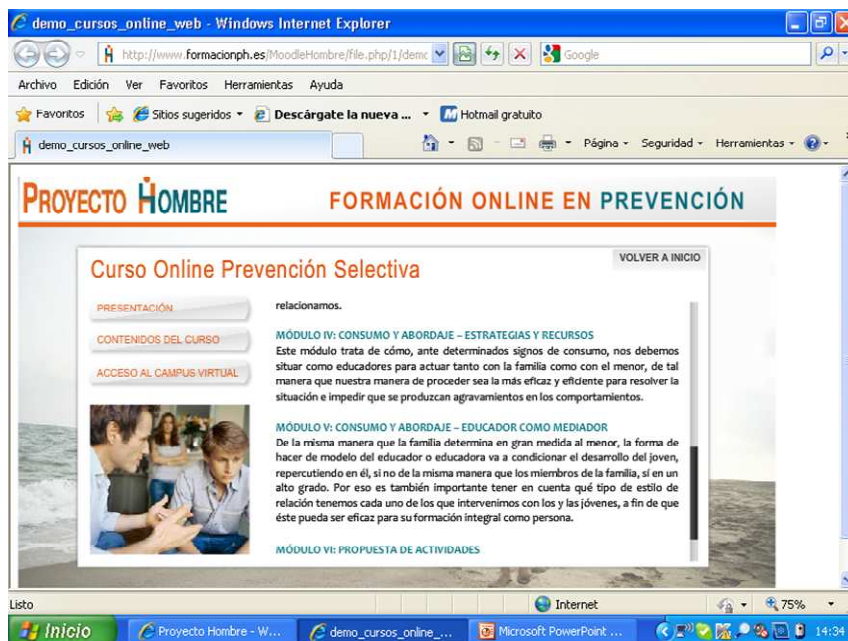 demo_cursos_online_web - Windows Internet Explorer
http://www.formacionph.es/MoodleHombre/file.php/1/demc
Google
Archivo Edición Ver Favoritos Herramientas Ayuda
Favoritos Sitios sugeridos Descárgate la nueva ... Hotmail gratuito
demo_cursos_online_web
Página Seguridad Herramientas
PROYECTO HOMBRE
FORMACIÓN ONLINE EN PREVENCIÓN
VOLVER A INICIO
Curso Online Prevención Selectiva
PRESENTACIÓN
CONTENIDOS DEL CURSO
ACCESO AL CAMPUS VIRTUAL
relacionamos.
MÓDULO IV: CONSUMO Y ABORDAJE – ESTRATEGIAS Y RECURSOS
Este módulo trata de cómo, ante determinados signos de consumo, nos debemos
situar como educadores para actuar tanto con la familia como con el menor, de tal
manera que nuestra manera de proceder sea la más eficaz y eficiente para resolver la
situación e impedir que se produzcan agravamientos en los comportamientos.
MÓDULO V: CONSUMO Y ABORDAJE – EDUCADOR COMO MEDIADOR
De la misma manera que la familia determina en gran medida al menor, la forma de
hacer de modelo del educador o educadora va a condicionar el desarrollo del joven,
repercutiendo en él, si no de la misma manera que los miembros de la familia, sí en un
alto grado. Por eso es también importante tener en cuenta qué tipo de estilo de
relación tenemos cada uno de los que intervenimos con los y las jóvenes, a fin de que
éste pueda ser eficaz para su formación integral como persona.
MÓDULO VI: PROPUESTA DE ACTIVIDADES
Listo
Internet
75%
Inicio
Proyecto Hombre - W...
demo_cursos_online_...
Microsoft PowerPoint ...
14:34